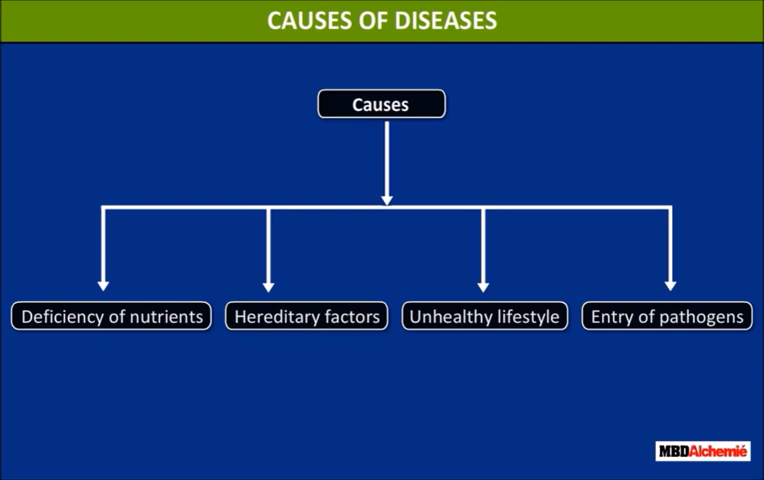 CAUSES OF DISEASES
Causes
Deficiency of nutrients
Hereditary factors
Unhealthy lifestyle
Entry of pathogens
MBDAlchemié